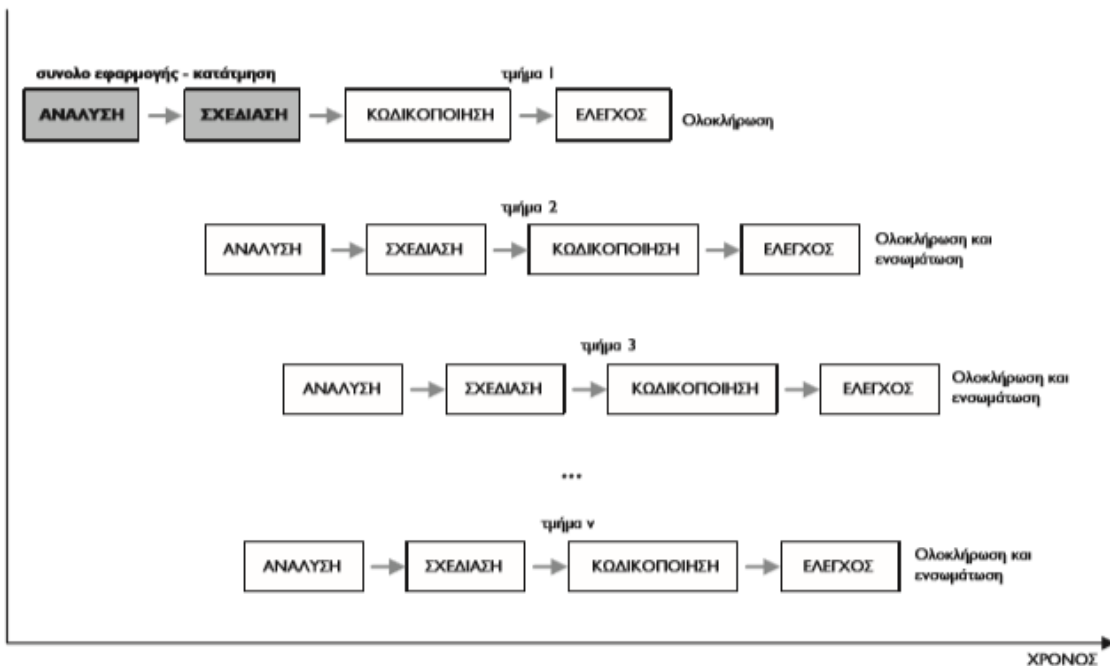 συνολο εφαρμογής - κατάτμηση
τμήμα 1
ΑΝΑΛΥΣΗ
ΣΧΕΔΙΑΣΗ
ΚΩΔΙΚΟΠΟΙΗΣΗ
ΕΛΕΓΧΟΣ
Ολοκλήρωση
τμήμα 2
ΑΝΑΛΥΣΗ
ΣΧΕΔΙΑΣΗ
ΚΩΔΙΚΟΠΟΙΗΣΗ
ΕΛΕΓΧΟΣ
Ολοκλήρωση και
ενσωμάτωση
τμήμα 3
ΑΝΑΛΥΣΗ
ΣΧΕΔΙΑΣΗ
ΚΩΔΙΚΟΠΟΙΗΣΗ
ΕΛΕΓΧΟΣ
Ολοκλήρωση και
ενσωμάτωση
...
τμήμα ν
ΑΝΑΛΥΣΗ
ΣΧΕΔΙΑΣΗ
ΚΩΔΙΚΟΠΟΙΗΣΗ
ΕΛΕΓΧΟΣ
Ολοκλήρωση και
ενσωμάτωση
ΧΡΟΝΟΣ